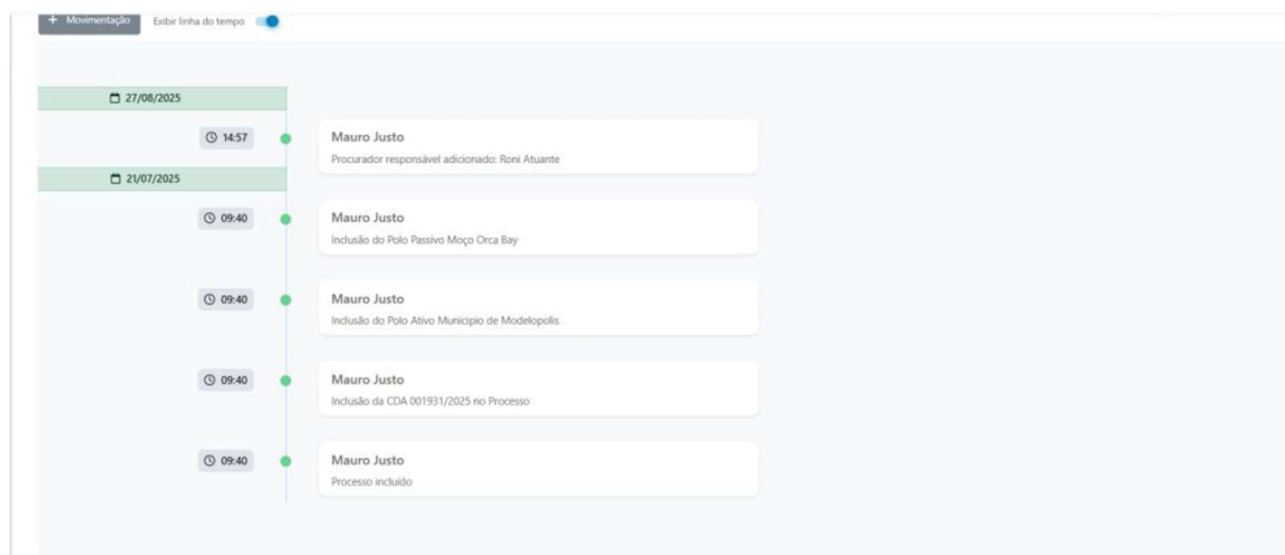 + Movimentação Exibir linha do tempo
27/08/2025
14:57
Mauro Justo
Procurador responsável adicionado: Roni Atuante
21/07/2025
09:40
Mauro Justo
Inclusão do Polo Passivo Moço Orca Bay
09:40
Mauro Justo
Inclusão do Polo Ativo Municipio de Modelopolis
09:40
Mauro Justo
Inclusão da CDA 001931/2025 no Processo
09:40
Mauro Justo
Processo incluído